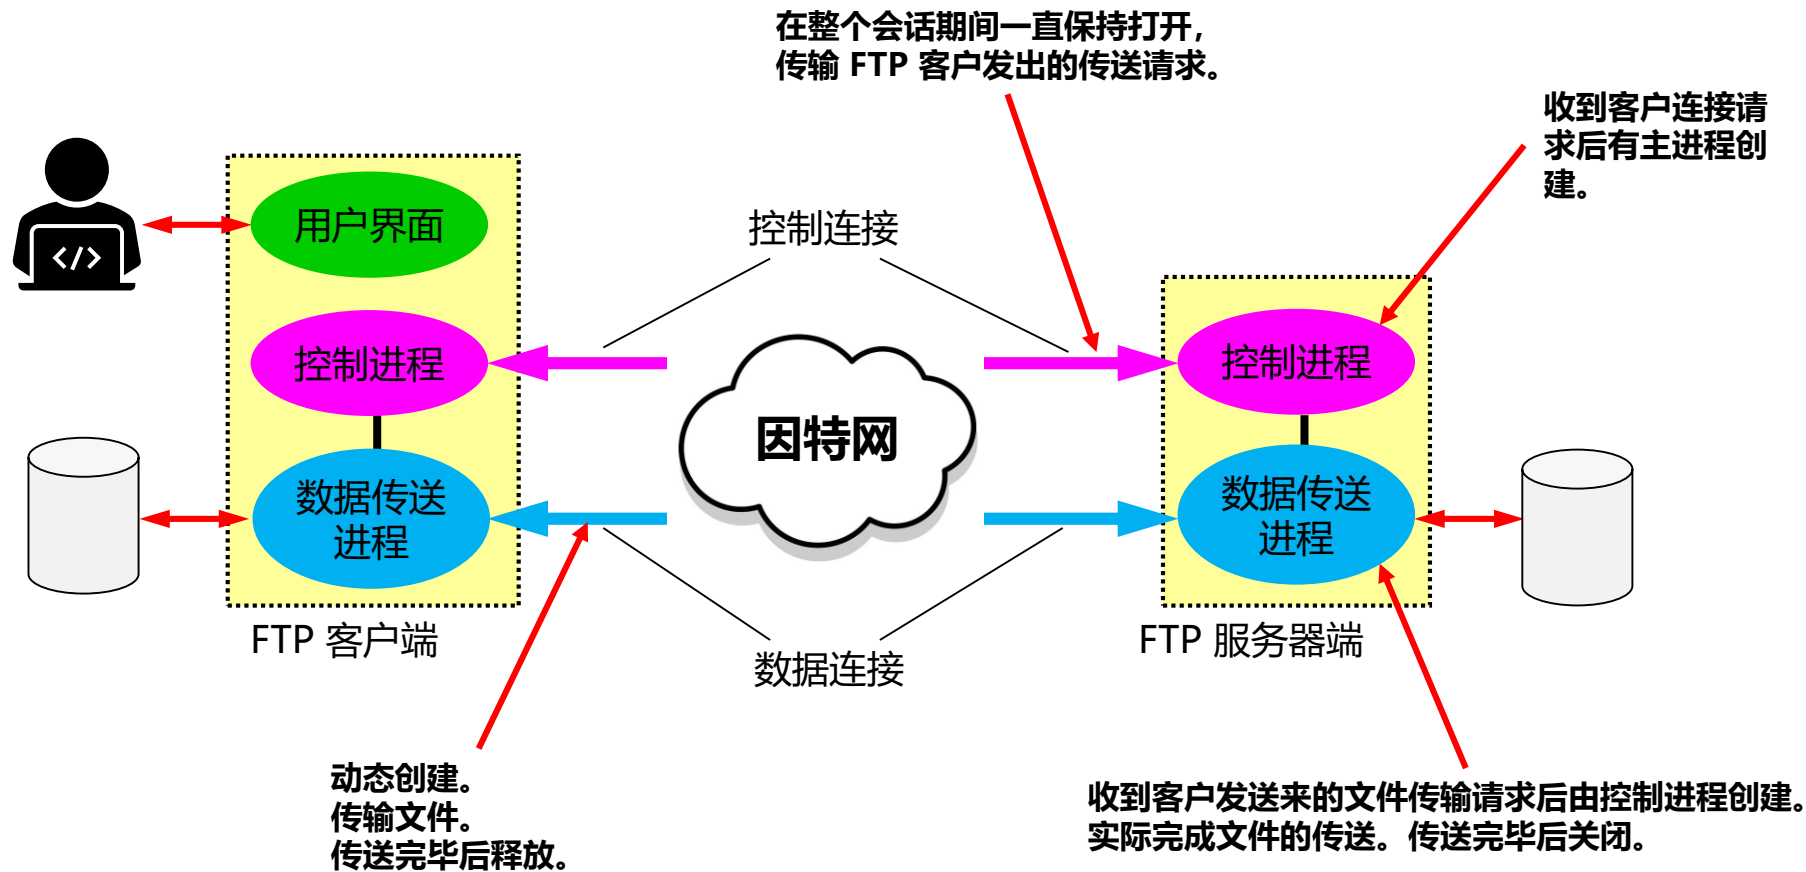 在整个会话期间一直保持打开，
传输 FTP 客户发出的传送请求。
收到客户连接请
求后有主进程创
建。
用户界面
控制连接
控制进程
控制进程
因特网
数据传送
进程
数据传送
进程
FTP 客户端
FTP 服务器端
数据连接
动态创建。
传输文件。
传送完毕后释放。
收到客户发送来的文件传输请求后由控制进程创建。
实际完成文件的传送。传送完毕后关闭。